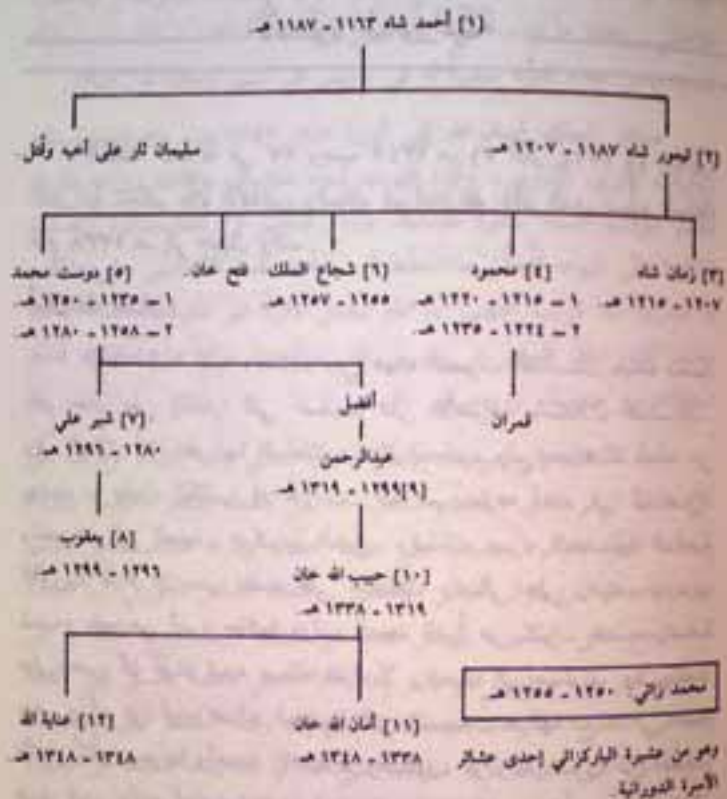 [١] أحمد شاه ١١٦٣ - ١١٨٧ هـ.
[٢] تيمور شاه ١١٨٧ - ١٢٠٧ هـ.
سليمان ثار على أخيه وقُتل.
[٣] زمان شاه
١٢٠٧ - ١٢١٥ هـ
[٤] محمود
١ - ١٢١٥ - ١٢٢٠ هـ
٢ - ١٢٢٤ - ١٢٣٥ هـ
[٦] شجاع الملك
١٢٥٥ - ١٢٥٧ هـ
فتح خان.
[٥] دوست محمد
١ - ١٢٣٥ - ١٢٥٠ هـ
٢ - ١٢٥٨ - ١٢٨٠ هـ
قمران
أفضل
عبدالرحمن
[٩] ١٢٩٩ - ١٣١٩ هـ
[٧] شير علي
١٢٨٠ - ١٢٩٦ هـ.
[٨] يعقوب
١٢٩٦ - ١٢٩٩ هـ.
[١٠] حبيب الله خان
١٣١٩ - ١٣٣٨ هـ
[١١] أمان الله خان
١٣٣٨ - ١٣٤٨ هـ
[١٢] عناية الله
١٣٤٨ - ١٣٤٨ هـ
محمد زائي: ١٢٥٠ - ١٢٥٥ هـ
وهو من عشيرة الباركزائي إحدى عشائر
الأسرة الدورانية.